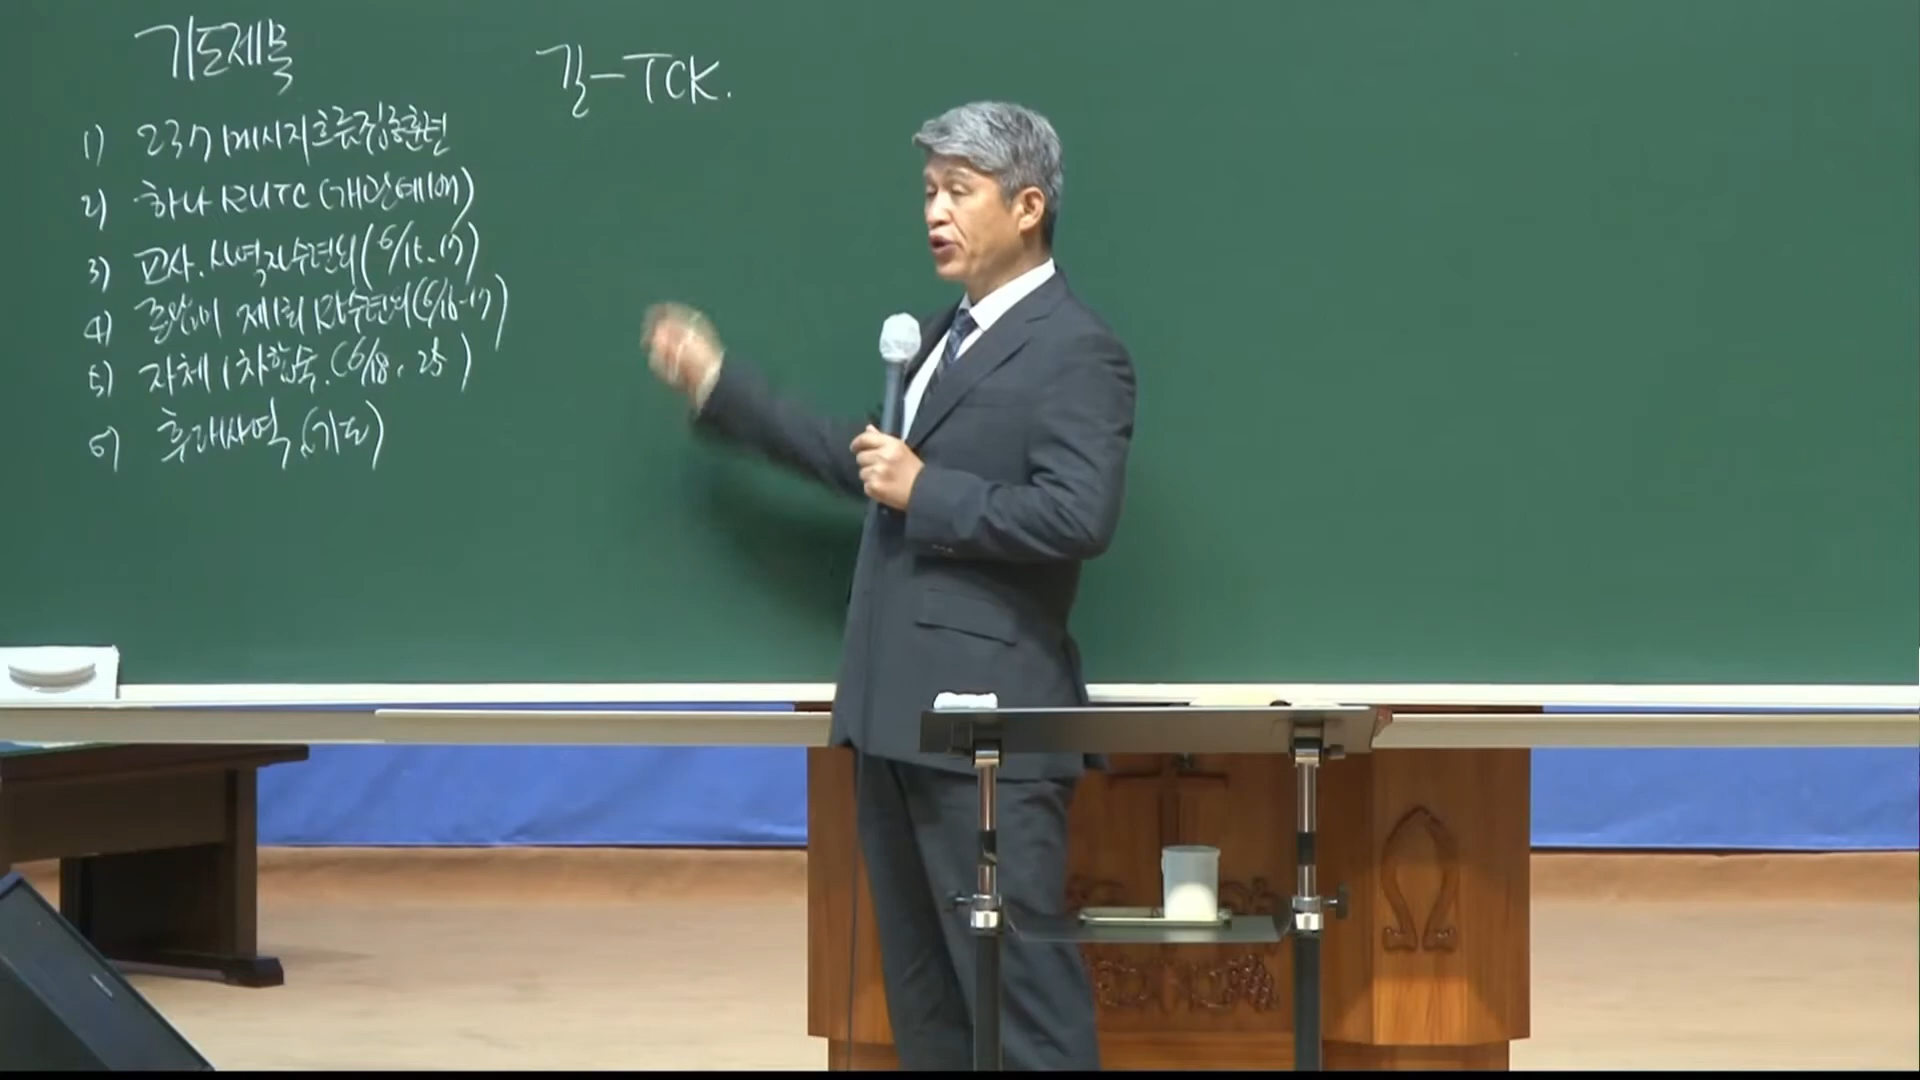 기도제목
1) 237 메시지흐름집중훈련
2) 하나 RUTC (개관예배)
3) 교사.사역자수련회(6/15.17)
4) 제1회 수련회(6/16-17)
5) 자체 1차합숙.(6/18. 25)
6) 후대사역.(기도)
길-TCK.